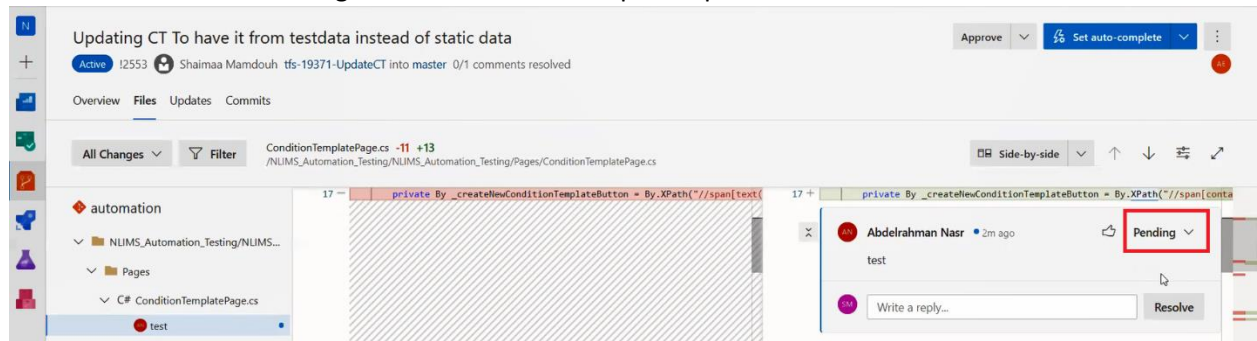 N
Updating CT To have it from testdata instead of static data
Approve
Set auto-complete
Active !2553 Shaimaa Mamdouh tfs-19371-UpdateCT into master 0/1 comments resolved
AE
Overview Files Updates Commits
All Changes Filter
ConditionTemplatePage.cs -11 +13
/NLIMS_Automation_Testing/NLIMS_Automation_Testing/Pages/ConditionTemplatePage.cs
Side-by-side
automation
NLIMS_Automation_Testing/NLIMS...
Pages
C# ConditionTemplatePage.cs
test
17 — private By _createNewConditionTemplateButton = By.XPath("//span[text(
17 + private By _createNewConditionTemplateButton = By.XPath("//span[conta
AN Abdelrahman Nasr 2m ago Pending
test
SM Write a reply... Resolve